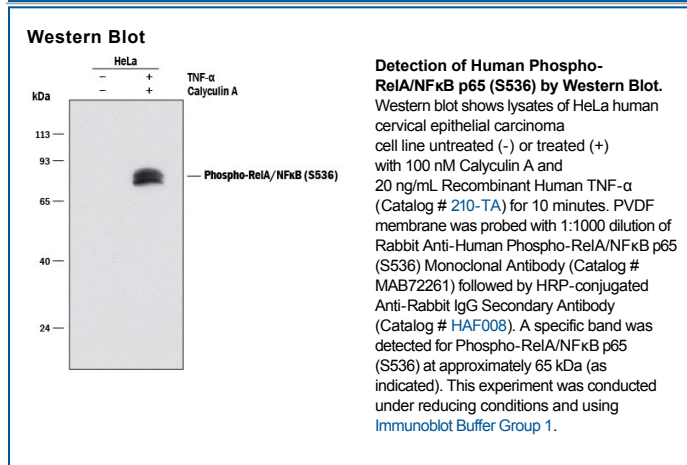 Western Blot
HeLa
– + TNF-α
– + Calyculin A
kDa
113
93
Phospho-RelA/NFκB (S536)
65
40
24
Detection of Human Phospho-
RelA/NFκB p65 (S536) by Western Blot.
Western blot shows lysates of HeLa human
cervical epithelial carcinoma
cell line untreated (-) or treated (+)
with 100 nM Calyculin A and
20 ng/mL Recombinant Human TNF-α
(Catalog # 210-TA) for 10 minutes. PVDF
membrane was probed with 1:1000 dilution of
Rabbit Anti-Human Phospho-RelA/NFκB p65
(S536) Monoclonal Antibody (Catalog #
MAB72261) followed by HRP-conjugated
Anti-Rabbit IgG Secondary Antibody
(Catalog # HAF008). A specific band was
detected for Phospho-RelA/NFκB p65
(S536) at approximately 65 kDa (as
indicated). This experiment was conducted
under reducing conditions and using
Immunoblot Buffer Group 1.